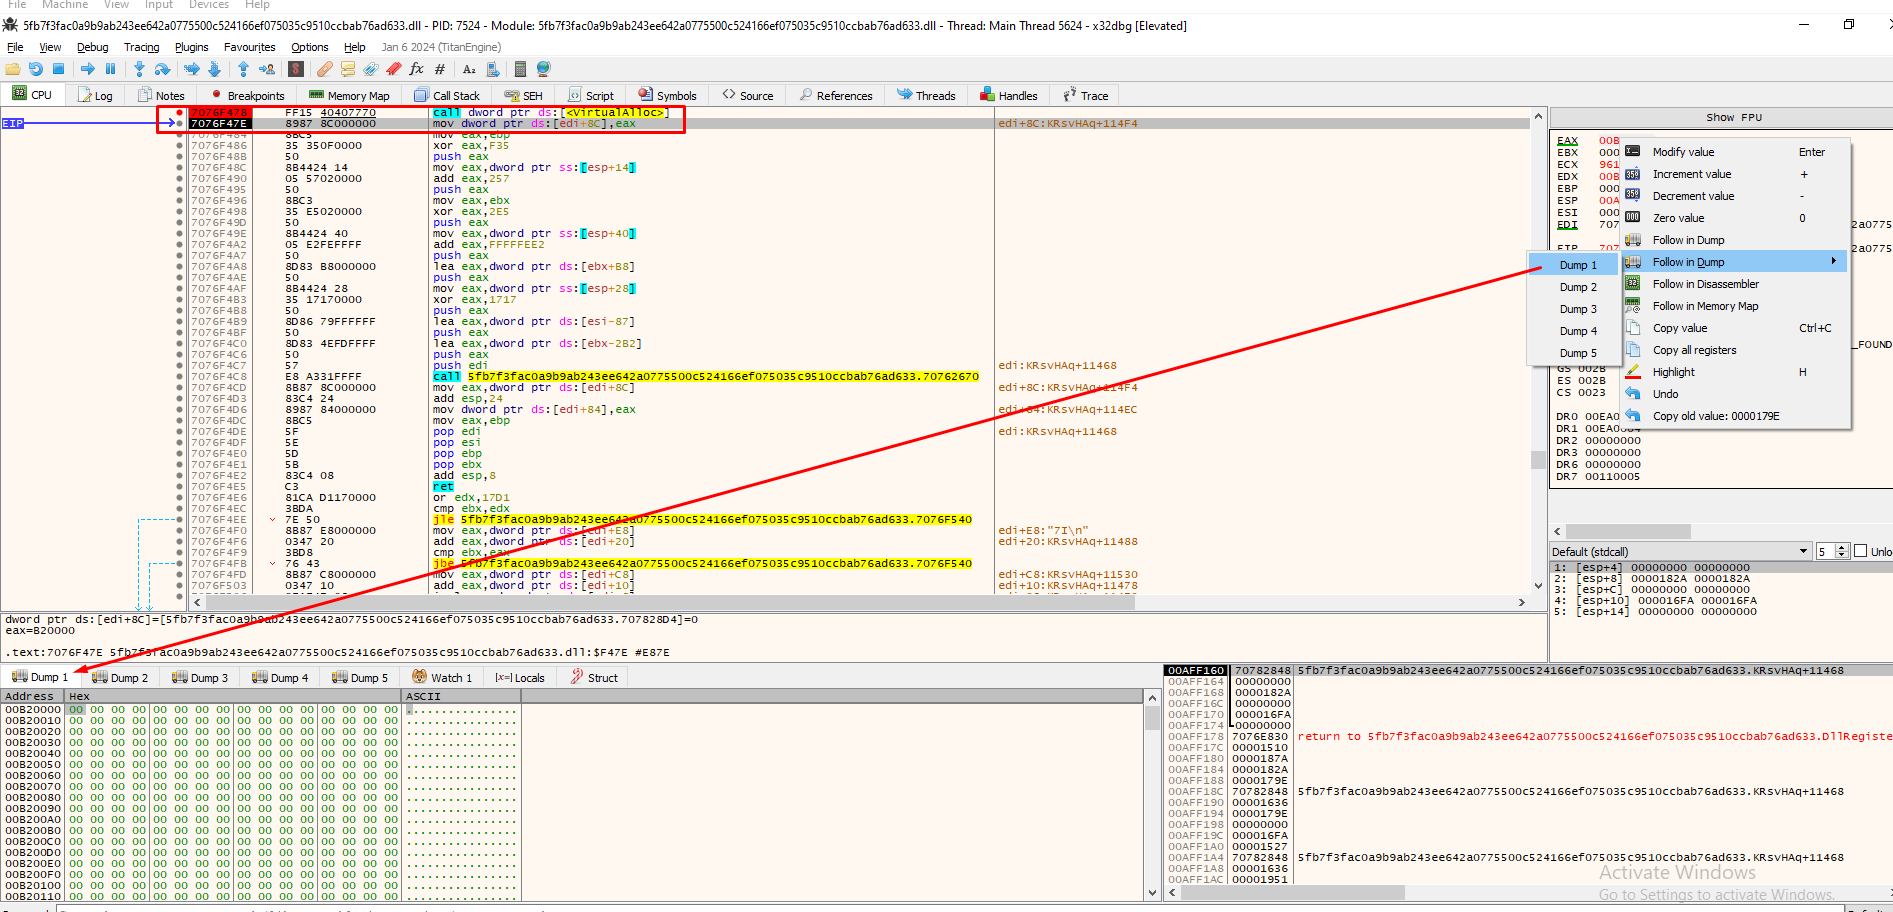 File Machine View Input Devices Help
5fb7f3fac0a9b9ab243ee642a0775500c524166ef075035c9510ccbab76ad633.dll - PID: 7524 - Module: 5fb7f3fac0a9b9ab243ee642a0775500c524166ef075035c9510ccbab76ad633.dll - Thread: Main Thread 5624 - x32dbg [Elevated]
File View Debug Tracing Plugins Favourites Options Help Jan 6 2024 (TitanEngine)
CPU Log Notes Breakpoints Memory Map Call Stack SEH Script Symbols Source References Threads Handles Trace
EIP
7076F478 FF15 40407770 call dword ptr ds:[<VirtualAlloc>]
7076F47E 8987 8C000000 mov dword ptr ds:[edi+8C],eax edi+8C:KRsvHAq+114F4
7076F484 8BC5 mov eax,ebp
7076F486 35 350F0000 xor eax,F35
7076F48B 50 push eax
7076F48C 8B4424 14 mov eax,dword ptr ss:[esp+14]
7076F490 05 57020000 add eax,257
7076F495 50 push eax
7076F496 8BC3 mov eax,ebx
7076F498 35 E5020000 xor eax,2E5
7076F49D 50 push eax
7076F49E 8B4424 40 mov eax,dword ptr ss:[esp+40]
7076F4A2 05 E2FEFFFF add eax,FFFFFEE2
7076F4A7 50 push eax
7076F4A8 8D83 B8000000 lea eax,dword ptr ds:[ebx+B8]
7076F4AE 50 push eax
7076F4AF 8B4424 28 mov eax,dword ptr ss:[esp+28]
7076F4B3 35 17170000 xor eax,1717
7076F4B8 50 push eax
7076F4B9 8D86 79FFFFFF lea eax,dword ptr ds:[esi-87]
7076F4BF 50 push eax
7076F4C0 8D83 4EFDFFFF lea eax,dword ptr ds:[ebx-2B2]
7076F4C6 50 push eax
7076F4C7 57 push edi edi:KRsvHAq+11468
7076F4C8 E8 A331FFFF call 5fb7f3fac0a9b9ab243ee642a0775500c524166ef075035c9510ccbab76ad633.70762670
7076F4CD 8B87 8C000000 mov eax,dword ptr ds:[edi+8C] edi+8C:KRsvHAq+114F4
7076F4D3 83C4 24 add esp,24
7076F4D6 8987 84000000 mov dword ptr ds:[edi+84],eax edi+84:KRsvHAq+114EC
7076F4DC 8BC5 mov eax,ebp
7076F4DE 5F pop edi edi:KRsvHAq+11468
7076F4DF 5E pop esi
7076F4E0 5D pop ebp
7076F4E1 5B pop ebx
7076F4E2 83C4 08 add esp,8
7076F4E5 C3 ret
7076F4E6 81CA D1170000 or edx,17D1
7076F4EC 3BDA cmp ebx,edx
7076F4EE 7E 50 jle 5fb7f3fac0a9b9ab243ee642a0775500c524166ef075035c9510ccbab76ad633.7076F540
7076F4F0 8B87 E8000000 mov eax,dword ptr ds:[edi+E8] edi+E8:"7I\n"
7076F4F6 0347 20 add eax,dword ptr ds:[edi+20] edi+20:KRsvHAq+11488
7076F4F9 3BD8 cmp ebx,eax
7076F4FB 76 43 jbe 5fb7f3fac0a9b9ab243ee642a0775500c524166ef075035c9510ccbab76ad633.7076F540
7076F4FD 8B87 C8000000 mov eax,dword ptr ds:[edi+C8] edi+C8:KRsvHAq+11530
7076F503 0347 10 add eax,dword ptr ds:[edi+10] edi+10:KRsvHAq+11478
Show FPU
EAX 00B
EBX 000
ECX 961
EDX 00B
EBP 000
ESP 00A
ESI 000
EDI 707
EIP 707
2a0775
2a0775
_FOUND
GS 002B
ES 002B
CS 0023
DR0 00EA0
DR1 00EA0084
DR2 00000000
DR3 00000000
DR6 00000000
DR7 00110005
Modify value Enter
Increment value +
Decrement value -
Zero value 0
Follow in Dump
Follow in Dump
Follow in Disassembler
Follow in Memory Map
Copy value Ctrl+C
Copy all registers
Highlight H
Undo
Copy old value: 0000179E
Dump 1
Dump 2
Dump 3
Dump 4
Dump 5
Default (stdcall) 5 Unlo
1: [esp+4] 00000000 00000000
2: [esp+8] 0000182A 0000182A
3: [esp+C] 00000000 00000000
4: [esp+10] 000016FA 000016FA
5: [esp+14] 00000000 00000000
dword ptr ds:[edi+8C]=[5fb7f3fac0a9b9ab243ee642a0775500c524166ef075035c9510ccbab76ad633.707828D4]=0
eax=B20000
.text:7076F47E 5fb7f3fac0a9b9ab243ee642a0775500c524166ef075035c9510ccbab76ad633.dll:$F47E #E87E
Dump 1 Dump 2 Dump 3 Dump 4 Dump 5 Watch 1 [x=] Locals Struct
Address Hex ASCII
00B20000 00 00 00 00 00 00 00 00 00 00 00 00 00 00 00 00 ................
00B20010 00 00 00 00 00 00 00 00 00 00 00 00 00 00 00 00 ................
00B20020 00 00 00 00 00 00 00 00 00 00 00 00 00 00 00 00 ................
00B20030 00 00 00 00 00 00 00 00 00 00 00 00 00 00 00 00 ................
00B20040 00 00 00 00 00 00 00 00 00 00 00 00 00 00 00 00 ................
00B20050 00 00 00 00 00 00 00 00 00 00 00 00 00 00 00 00 ................
00B20060 00 00 00 00 00 00 00 00 00 00 00 00 00 00 00 00 ................
00B20070 00 00 00 00 00 00 00 00 00 00 00 00 00 00 00 00 ................
00B20080 00 00 00 00 00 00 00 00 00 00 00 00 00 00 00 00 ................
00B20090 00 00 00 00 00 00 00 00 00 00 00 00 00 00 00 00 ................
00B200A0 00 00 00 00 00 00 00 00 00 00 00 00 00 00 00 00 ................
00B200B0 00 00 00 00 00 00 00 00 00 00 00 00 00 00 00 00 ................
00B200C0 00 00 00 00 00 00 00 00 00 00 00 00 00 00 00 00 ................
00B200D0 00 00 00 00 00 00 00 00 00 00 00 00 00 00 00 00 ................
00B200E0 00 00 00 00 00 00 00 00 00 00 00 00 00 00 00 00 ................
00B200F0 00 00 00 00 00 00 00 00 00 00 00 00 00 00 00 00 ................
00B20100 00 00 00 00 00 00 00 00 00 00 00 00 00 00 00 00 ................
00B20110 00 00 00 00 00 00 00 00 00 00 00 00 00 00 00 00 ................
00AFF160 70782848 5fb7f3fac0a9b9ab243ee642a0775500c524166ef075035c9510ccbab76ad633.KRsvHAq+11468
00AFF164 00000000
00AFF168 0000182A
00AFF16C 00000000
00AFF170 000016FA
00AFF174 00000000
00AFF178 7076E830 return to 5fb7f3fac0a9b9ab243ee642a0775500c524166ef075035c9510ccbab76ad633.DllRegiste
00AFF17C 00001510
00AFF180 0000187A
00AFF184 0000182A
00AFF188 0000179E
00AFF18C 70782848 5fb7f3fac0a9b9ab243ee642a0775500c524166ef075035c9510ccbab76ad633.KRsvHAq+11468
00AFF190 00001636
00AFF194 0000179E
00AFF198 00000000
00AFF19C 000016FA
00AFF1A0 00001527
00AFF1A4 70782848 5fb7f3fac0a9b9ab243ee642a0775500c524166ef075035c9510ccbab76ad633.KRsvHAq+11468
00AFF1A8 00001636
00AFF1AC 00001951
Activate Windows
Go to Settings to activate Windows.